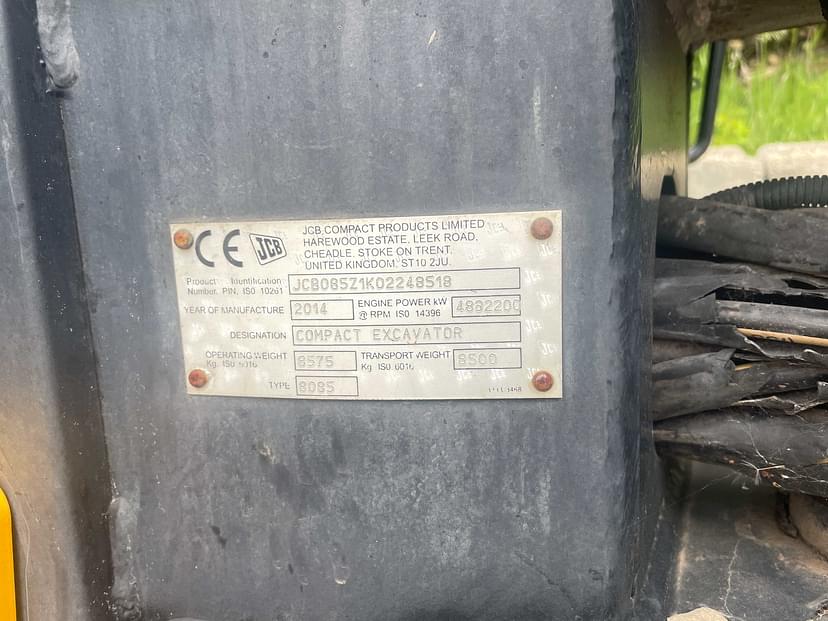 CE JCB
JCB COMPACT PRODUCTS LIMITED
HAREWOOD ESTATE, LEEK ROAD,
CHEADLE, STOKE ON TRENT,
UNITED KINGDOM, ST10 2JU.
Product Identification
Number, PIN, ISO 10261
JCB085Z1K02248518
YEAR OF MANUFACTURE 2014 ENGINE POWER kW
@ RPM ISO 14396
DESIGNATION COMPACT EXCAVATOR
OPERATING WEIGHT
Kg ISO 6016
8575 TRANSPORT WEIGHT
Kg ISO 6016
8500
TYPE 8085